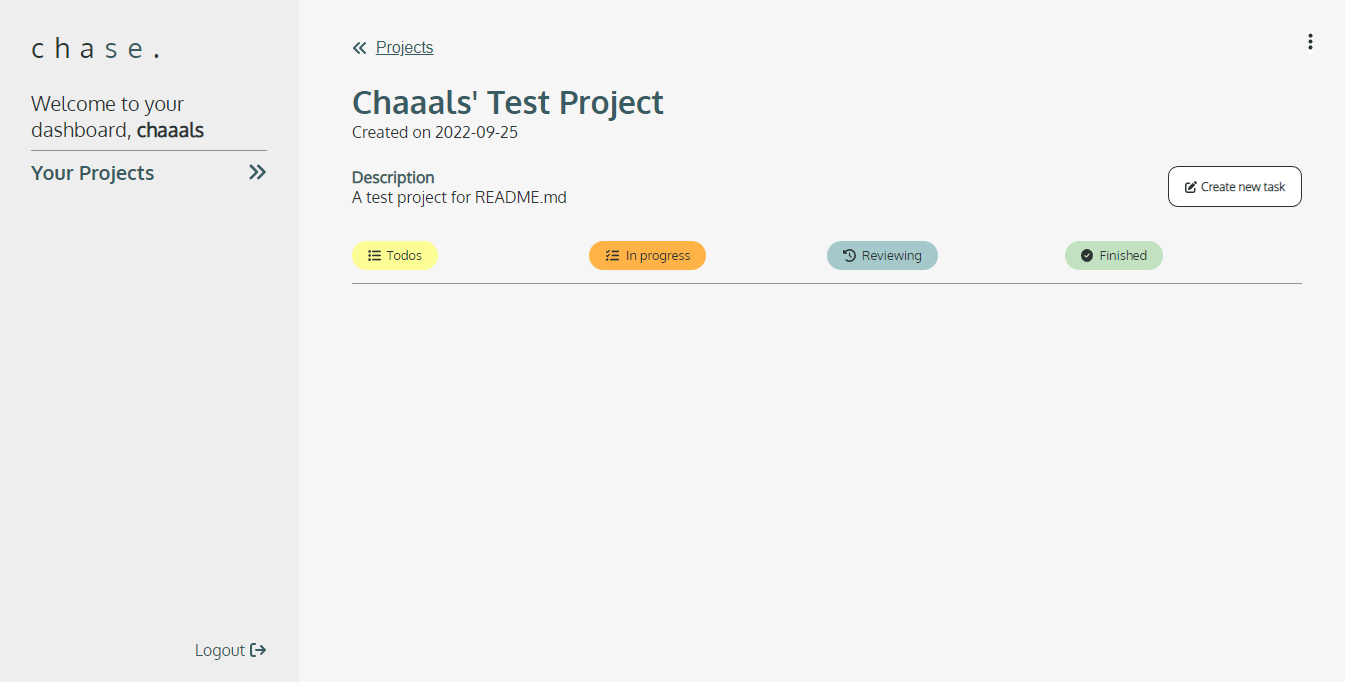 chase.
Welcome to your
dashboard, chaaals
Your Projects
Logout
Projects
Chaaals' Test Project
Created on 2022-09-25
Description
A test project for README.md
Create new task
Todos
In progress
Reviewing
Finished